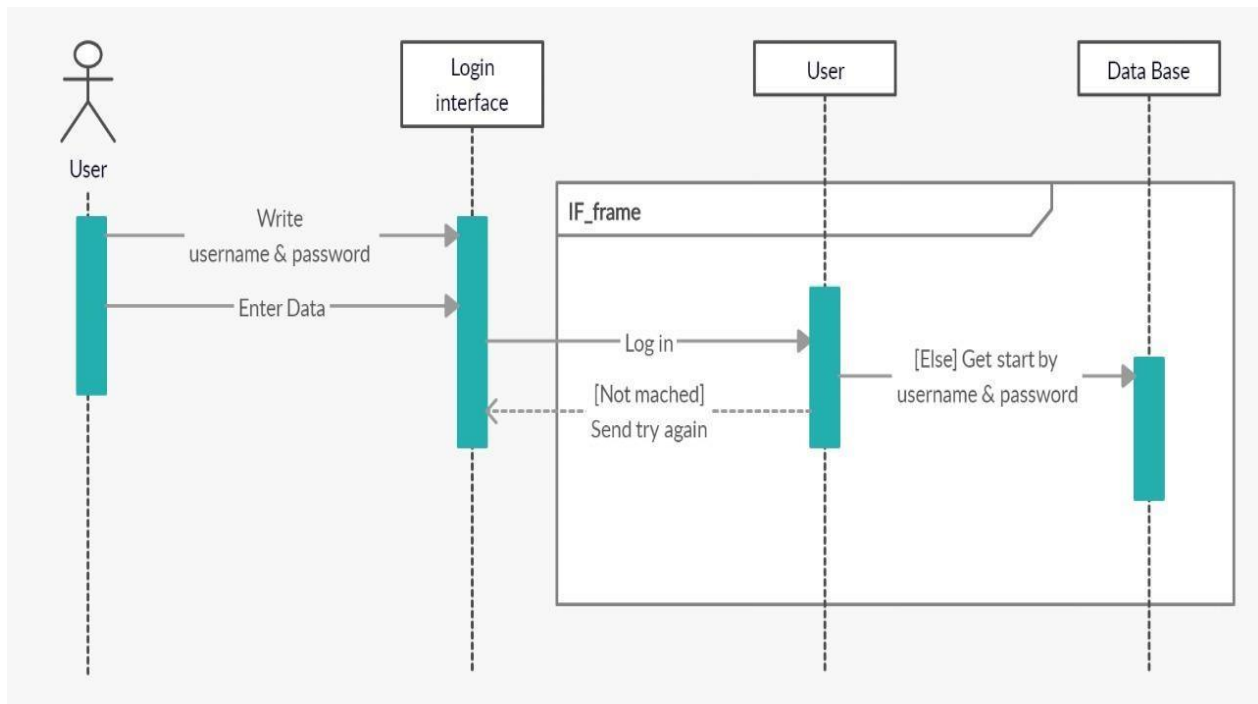 Login
interface
User
Data Base
User
IF_frame
Write
username & password
Enter Data
Log in
[Else] Get start by
username & password
[Not mached]
Send try again